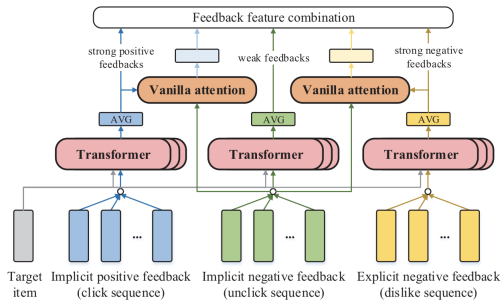 Feedback feature combination
strong positive
feedbacks
weak feedbacks
strong negative
feedbacks
Vanilla attention
Vanilla attention
AVG
AVG
AVG
Transformer
Transformer
Transformer
...
...
...
Target
item
Implicit positive feedback
(click sequence)
Implicit negative feedback
(unclick sequence)
Explicit negative feedback
(dislike sequence)